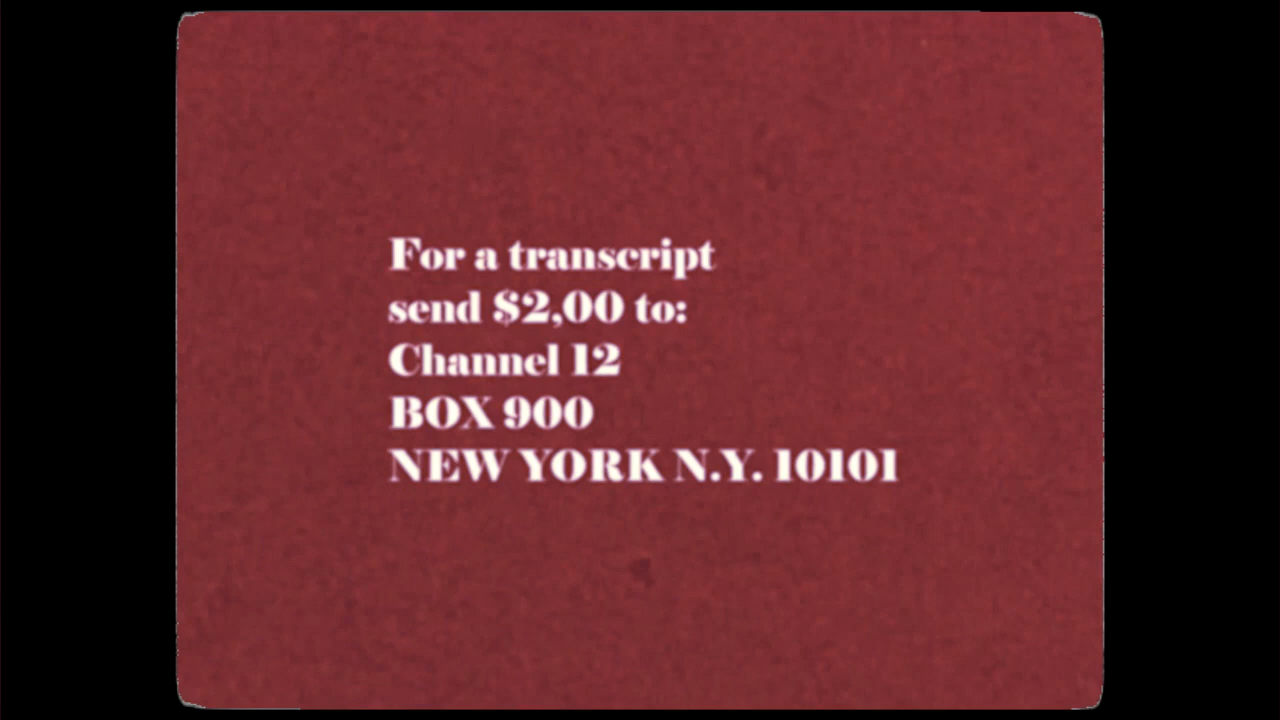 For a transcript
send $2,00 to:
Channel 12
BOX 900
NEW YORK N.Y. 10101